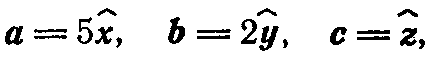 a = 5x̂, b = 2ŷ, c = ẑ,